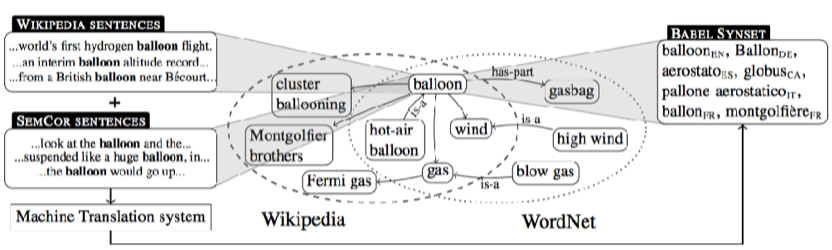 WIKIPEDIA SENTENCES
...world's first hydrogen balloon flight.
...an interim balloon altitude record...
...from a British balloon near Bécourt...
+
SEMCOR SENTENCES
...look at the balloon and the...
...suspended like a huge balloon, in...
...the balloon would go up...
Machine Translation system
cluster
ballooning
balloon
has-part
gasbag
is-a
Montgolfier
brothers
hot-air
balloon
wind
is a
high wind
Fermi gas
gas
is-a
blow gas
Wikipedia
WordNet
BABEL SYNSET
balloonEN, BallonDE,
aerostatoES, globusCA,
pallone aerostaticoIT,
ballonFR, montgolfièreFR